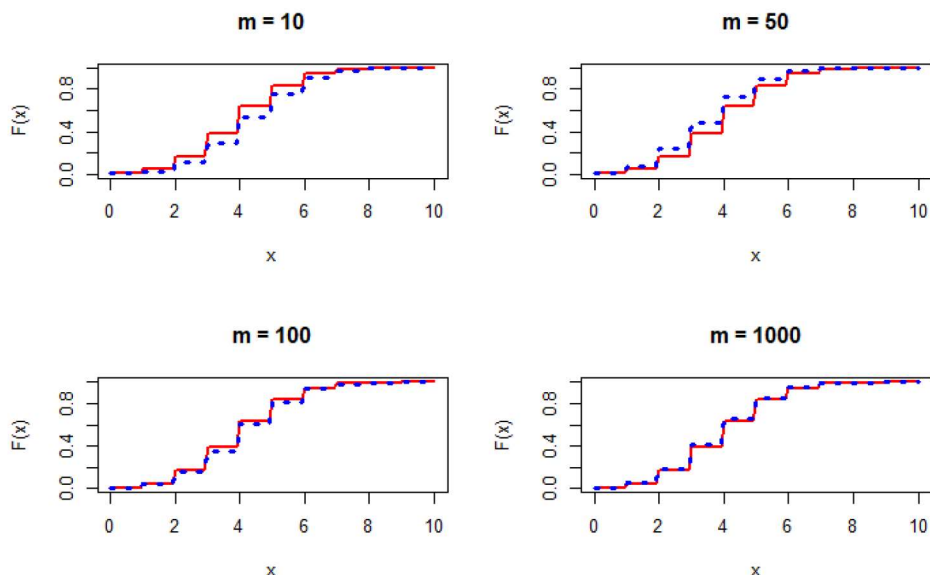 m = 10
F(x)
0.0 0.4 0.8
0 2 4 6 8 10
x
m = 50
F(x)
0.0 0.4 0.8
0 2 4 6 8 10
x
m = 100
F(x)
0.0 0.4 0.8
0 2 4 6 8 10
x
m = 1000
F(x)
0.0 0.4 0.8
0 2 4 6 8 10
x